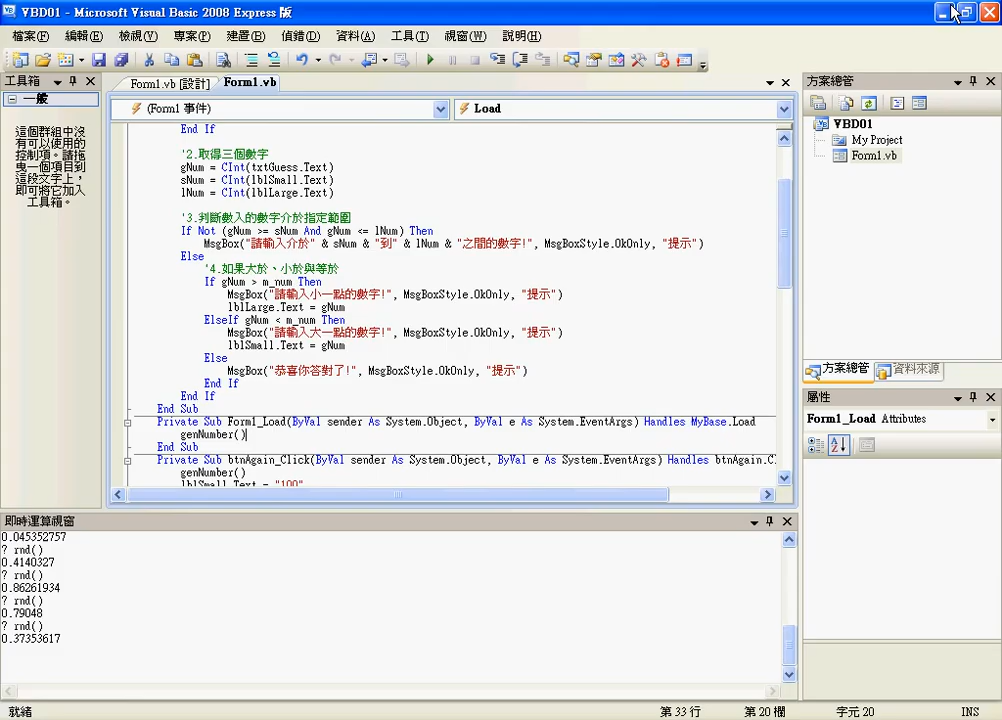 VBD01 - Microsoft Visual Basic 2008 Express 版
檔案(F) 編輯(E) 檢視(V) 專案(P) 建置(B) 偵錯(D) 資料(A) 工具(T) 視窗(W) 說明(H)
工具箱
一般
這個群組中沒
有可以使用的
控制項。請拖
曳一個項目到
這段文字上，
即可將它加入
工具箱。
Form1.vb [設計]
Form1.vb
(Form1 事件)
Load
End If
'2.取得三個數字
gNum = CInt(txtGuess.Text)
sNum = CInt(lblSmall.Text)
lNum = CInt(lblLarge.Text)
'3.判斷數入的數字介於指定範圍
If Not (gNum >= sNum And gNum <= lNum) Then
MsgBox("請輸入介於" & sNum & "到" & lNum & "之間的數字!", MsgBoxStyle.OkOnly, "提示")
Else
'4.如果大於、小於與等於
If gNum > m_num Then
MsgBox("請輸入小一點的數字!", MsgBoxStyle.OkOnly, "提示")
lblLarge.Text = gNum
ElseIf gNum < m_num Then
MsgBox("請輸入大一點的數字!", MsgBoxStyle.OkOnly, "提示")
lblSmall.Text = gNum
Else
MsgBox("恭喜你答對了!", MsgBoxStyle.OkOnly, "提示")
End If
End If
End Sub
Private Sub Form1_Load(ByVal sender As System.Object, ByVal e As System.EventArgs) Handles MyBase.Load
genNumber()
End Sub
Private Sub btnAgain_Click(ByVal sender As System.Object, ByVal e As System.EventArgs) Handles btnAgain.C
genNumber()
lblSmall.Text = "100"
方案總管
VBD01
My Project
Form1.vb
方案總管
資料來源
屬性
Form1_Load Attributes
即時運算視窗
0.045352757
? rnd()
0.4140327
? rnd()
0.86261934
? rnd()
0.79048
? rnd()
0.37353617
就緒
第 33 行
第 20 欄
字元 20
INS